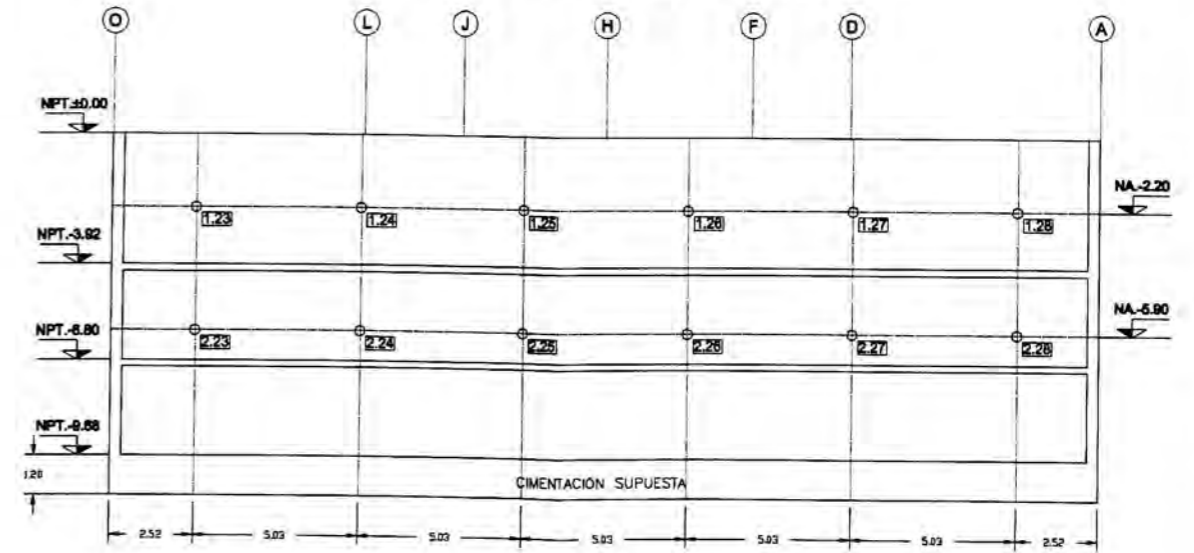 O L J H F D A
NPT.±0.00
NA.-2.20
1.23 1.24 1.25 1.26 1.27 1.28
NPT.-3.92
NA.-5.90
NPT.-6.80
2.23 2.24 2.25 2.26 2.27 2.28
NPT.-9.68
1.20
CIMENTACIÓN SUPUESTA
2.52 5.03 5.03 5.03 5.03 5.03 2.52